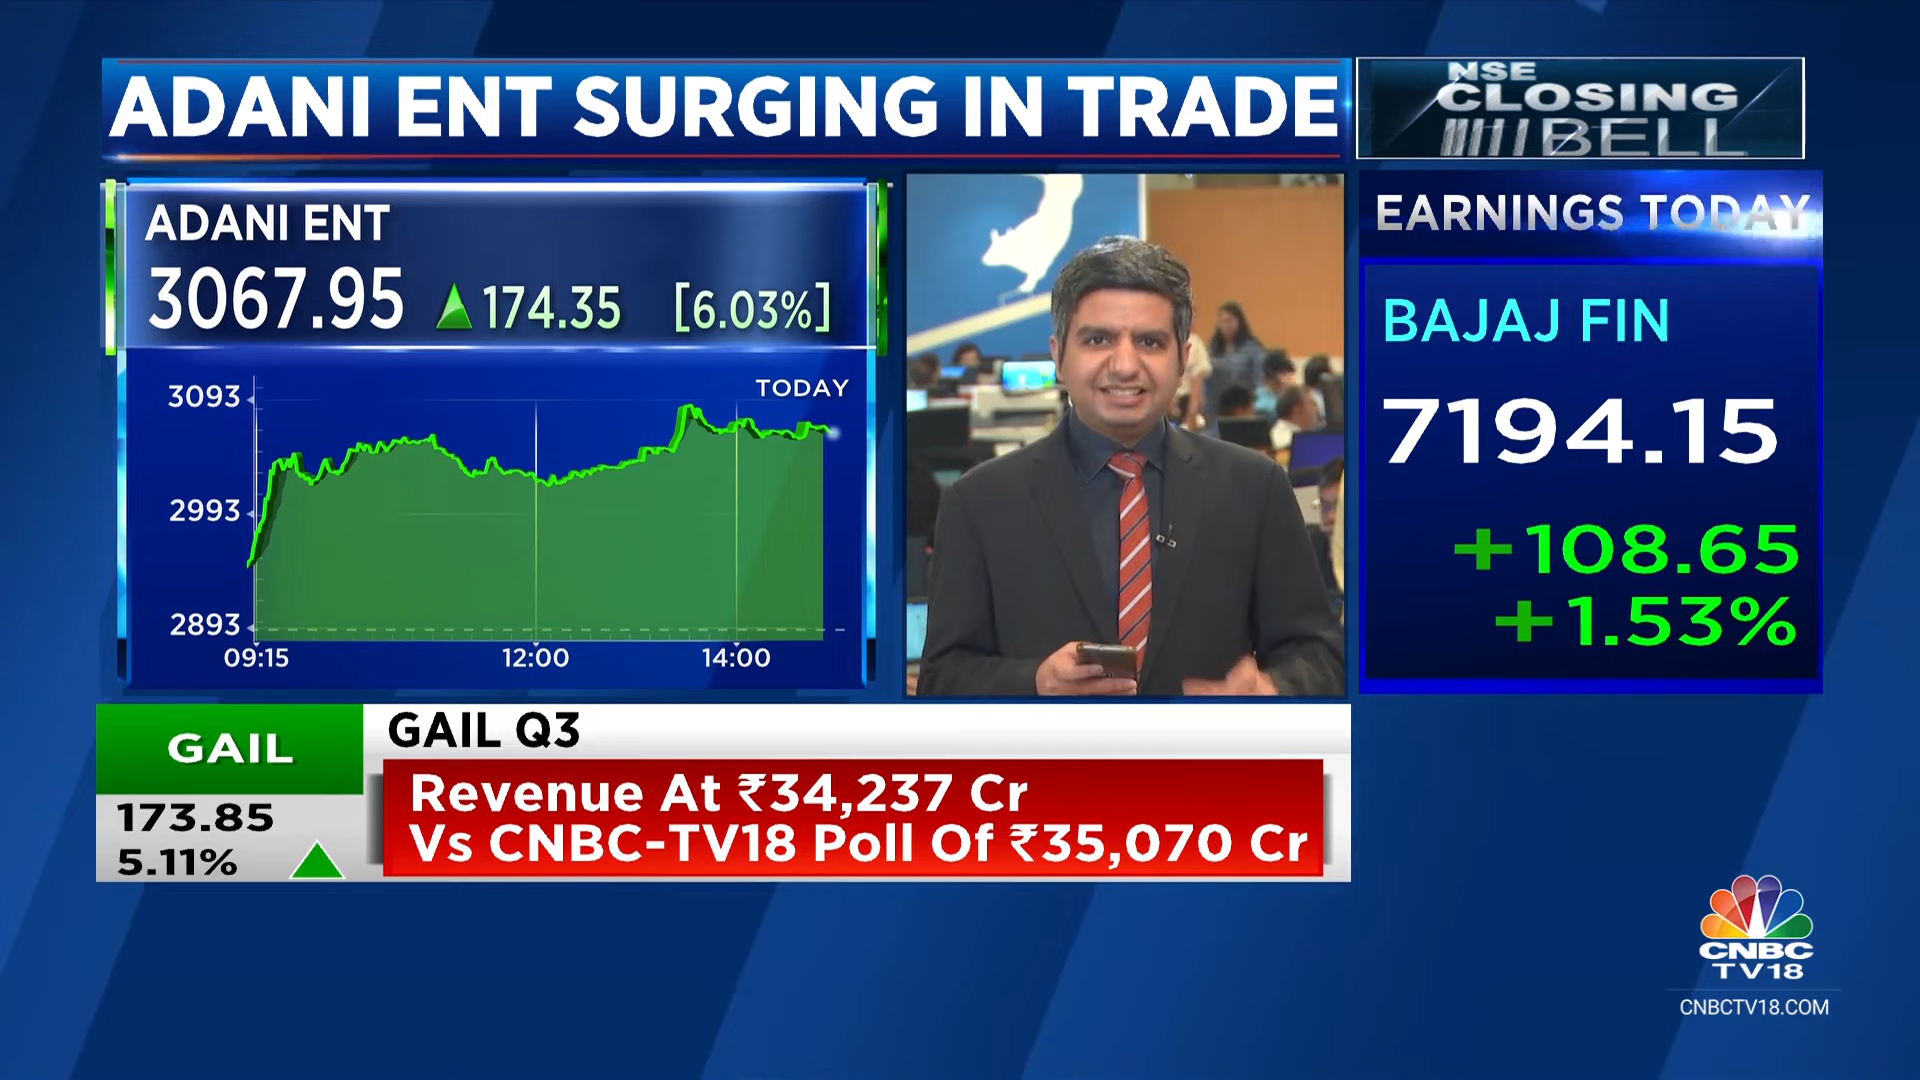 ADANI ENT SURGING IN TRADE
NSE
CLOSING
BELL
ADANI ENT
3067.95 ▲ 174.35 [6.03%]
TODAY
3093
2993
2893
09:15 12:00 14:00
EARNINGS TODAY
BAJAJ FIN
7194.15
+108.65
+1.53%
GAIL
173.85
5.11% ▲
GAIL Q3
Revenue At ₹34,237 Cr
Vs CNBC-TV18 Poll Of ₹35,070 Cr
CNBC
TV18
CNBCTV18.COM